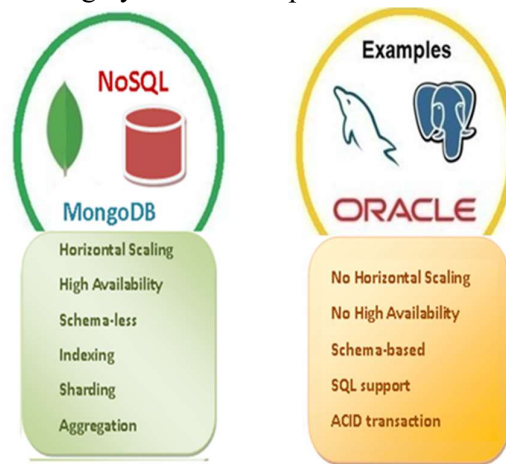 NoSQL
MongoDB
Horizontal Scaling
High Availability
Schema-less
Indexing
Sharding
Aggregation
Examples
ORACLE
No Horizontal Scaling
No High Availability
Schema-based
SQL support
ACID transaction